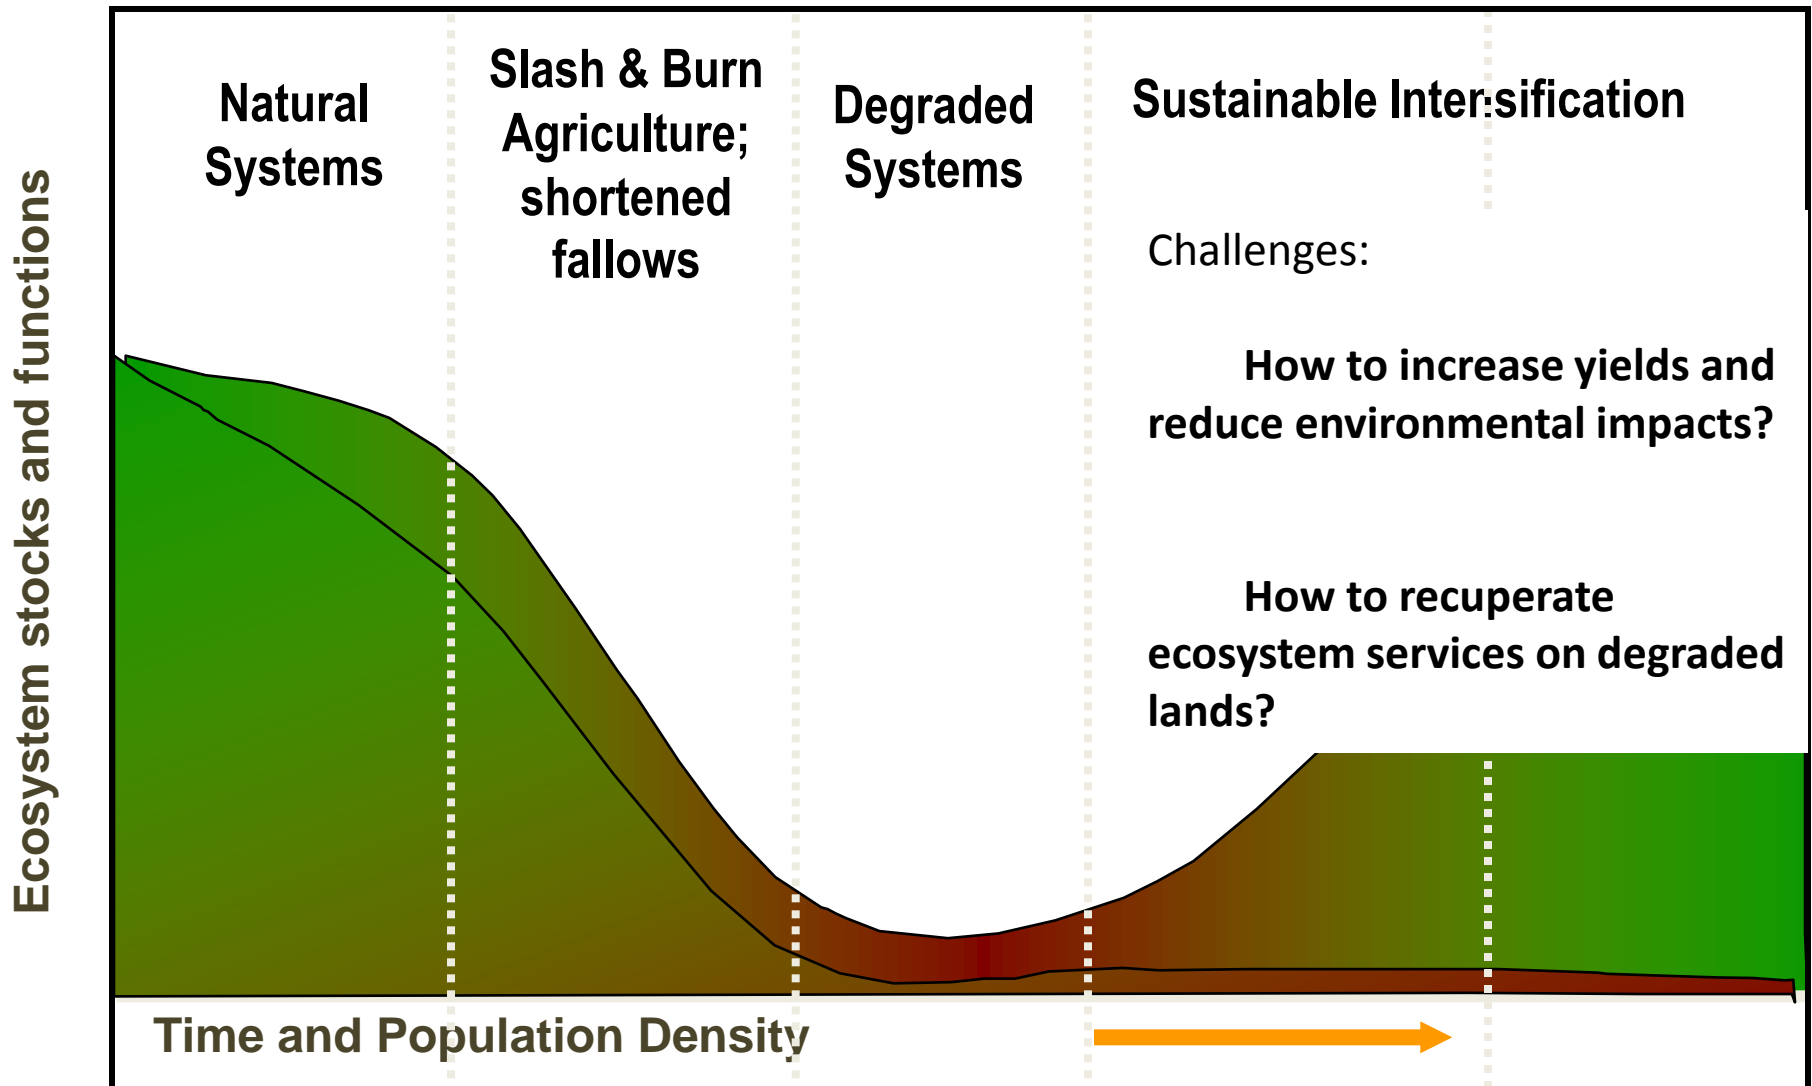 Natural
Systems
Slash & Burn
Agriculture;
shortened
fallows
Degraded
Systems
Sustainable Intensification
Challenges:
How to increase yields and
reduce environmental impacts?
How to recuperate
ecosystem services on degraded
lands?
Ecosystem stocks and functions
Time and Population Density